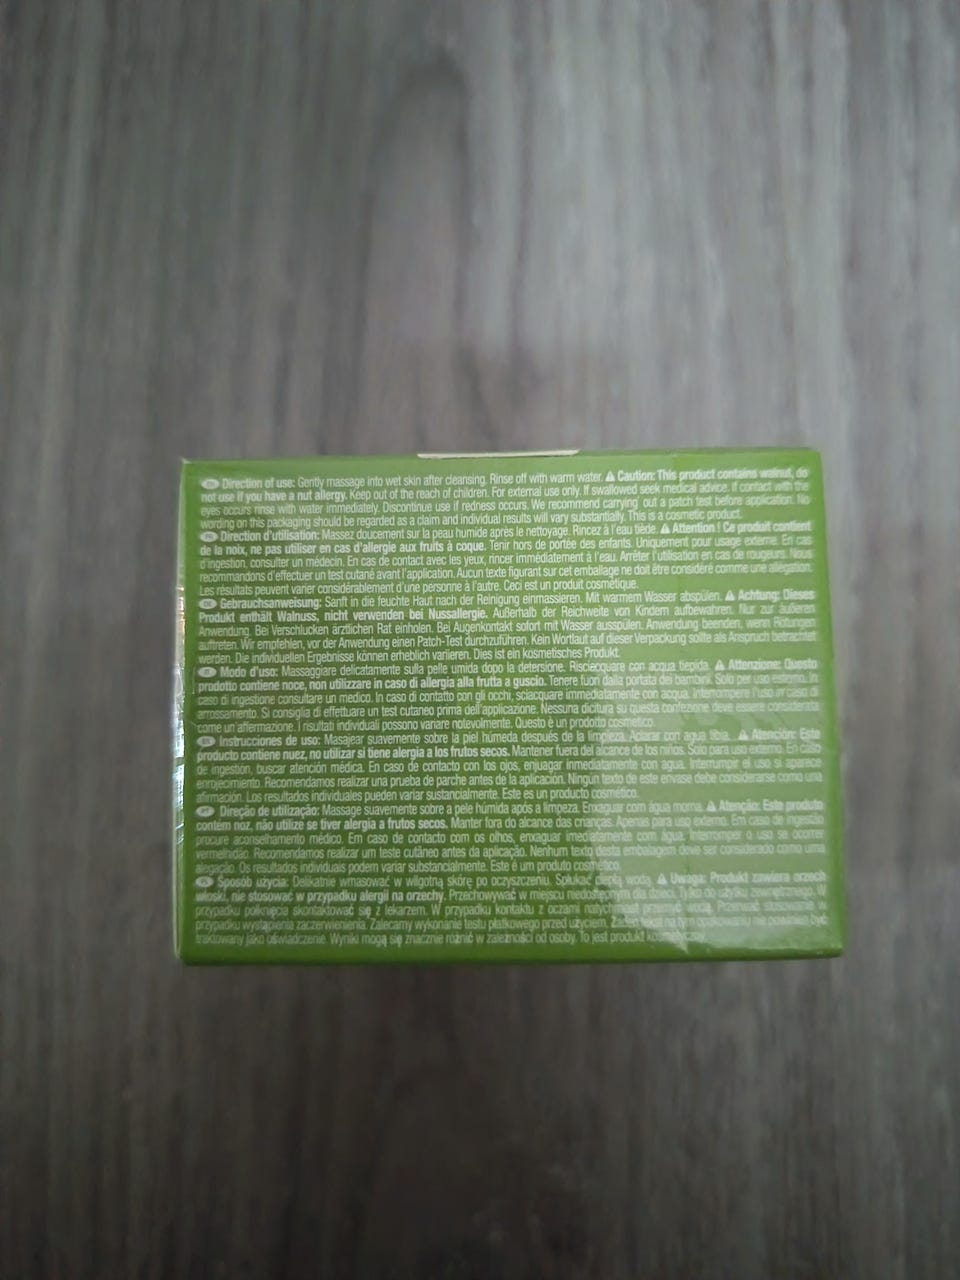 EN Direction of use: Gently massage into wet skin after cleansing. Rinse off with warm water. ⚠ Caution: This product contains walnut, do
not use if you have a nut allergy. Keep out of the reach of children. For external use only. If swallowed seek medical advice. If contact with the
eyes occurs rinse with water immediately. Discontinue use if redness occurs. We recommend carrying out a patch test before application. No
wording on this packaging should be regarded as a claim and individual results will vary substantially. This is a cosmetic product.
Direction d'utilisation: Massez doucement sur la peau humide après le nettoyage. Rincez à l'eau tiède. ⚠ Attention ! Ce produit contient
de la noix, ne pas utiliser en cas d'allergie aux fruits à coque. Tenir hors de portée des enfants. Uniquement pour usage externe. En cas
d'ingestion, consulter un médecin. En cas de contact avec les yeux, rincer immédiatement à l'eau. Arrêter l'utilisation en cas de rougeurs. Nous
recommandons d'effectuer un test cutané avant l'application. Aucun texte figurant sur cet emballage ne doit être considéré comme une allégation.
Les résultats peuvent varier considérablement d'une personne à l'autre. Ceci est un produit cosmétique.
DE Gebrauchsanweisung: Sanft in die feuchte Haut nach der Reinigung einmassieren. Mit warmem Wasser abspülen. ⚠ Achtung: Dieses
Produkt enthält Walnuss, nicht verwenden bei Nussallergie. Außerhalb der Reichweite von Kindern aufbewahren. Nur zur äußeren
Anwendung. Bei Verschlucken ärztlichen Rat einholen. Bei Augenkontakt sofort mit Wasser ausspülen. Anwendung beenden, wenn Rötungen
auftreten. Wir empfehlen, vor der Anwendung einen Patch-Test durchzuführen. Kein Wortlaut auf dieser Verpackung sollte als Anspruch betrachtet
werden. Die individuellen Ergebnisse können erheblich variieren. Dies ist ein kosmetisches Produkt.
Modo d'uso: Massaggiare delicatamente sulla pelle umida dopo la detersione. Risciacquare con acqua tiepida. ⚠ Attenzione: Questo
prodotto contiene noce, non utilizzare in caso di allergia alla frutta a guscio. Tenere fuori dalla portata dei bambini. Solo per uso esterno. In
caso di ingestione consultare un medico. In caso di contatto con gli occhi, sciacquare immediatamente con acqua. Interrompere l'uso in caso di
arrossamento. Si consiglia di effettuare un test cutaneo prima dell'applicazione. Nessuna dicitura su questa confezione deve essere considerata
come un'affermazione. I risultati individuali possono variare notevolmente. Questo è un prodotto cosmetico.
ES Instrucciones de uso: Masajear suavemente sobre la piel húmeda después de la limpieza. Aclarar con agua tibia. ⚠ Atención: Este
producto contiene nuez, no utilizar si tiene alergia a los frutos secos. Mantener fuera del alcance de los niños. Solo para uso externo. En caso
de ingestión, buscar atención médica. En caso de contacto con los ojos, enjuagar inmediatamente con agua. Interrumpir el uso si aparece
enrojecimiento. Recomendamos realizar una prueba de parche antes de la aplicación. Ningún texto de este envase debe considerarse como una
afirmación. Los resultados individuales pueden variar sustancialmente. Este es un producto cosmético.
Direção de utilização: Massage suavemente sobre a pele húmida após a limpeza. Enxaguar com água morna. ⚠ Atenção: Este produto
contém noz, não utilize se tiver alergia a frutos secos. Manter fora do alcance das crianças. Apenas para uso externo. Em caso de ingestão
procure aconselhamento médico. Em caso de contacto com os olhos, enxaguar imediatamente com água. Interromper o uso se ocorrer
vermelhidão. Recomendamos realizar um teste cutâneo antes da aplicação. Nenhum texto desta embalagem deve ser considerado como uma
alegação. Os resultados individuais podem variar substancialmente. Este é um produto cosmético.
Sposób użycia: Delikatnie wmasować w wilgotną skórę po oczyszczeniu. Spłukać ciepłą wodą. ⚠ Uwaga: Produkt zawiera orzech
włoski, nie stosować w przypadku alergii na orzechy. Przechowywać w miejscu niedostępnym dla dzieci. Tylko do użytku zewnętrznego. W
przypadku połknięcia skontaktować się z lekarzem. W przypadku kontaktu z oczami natychmiast przemyć wodą. Przerwać stosowanie w
przypadku wystąpienia zaczerwienienia. Zalecamy wykonanie testu płatkowego przed użyciem. Żaden tekst na tym opakowaniu nie powinien być
traktowany jako oświadczenie. Wyniki mogą się znacznie różnić w zależności od osoby. To jest produkt kosmetyczny.